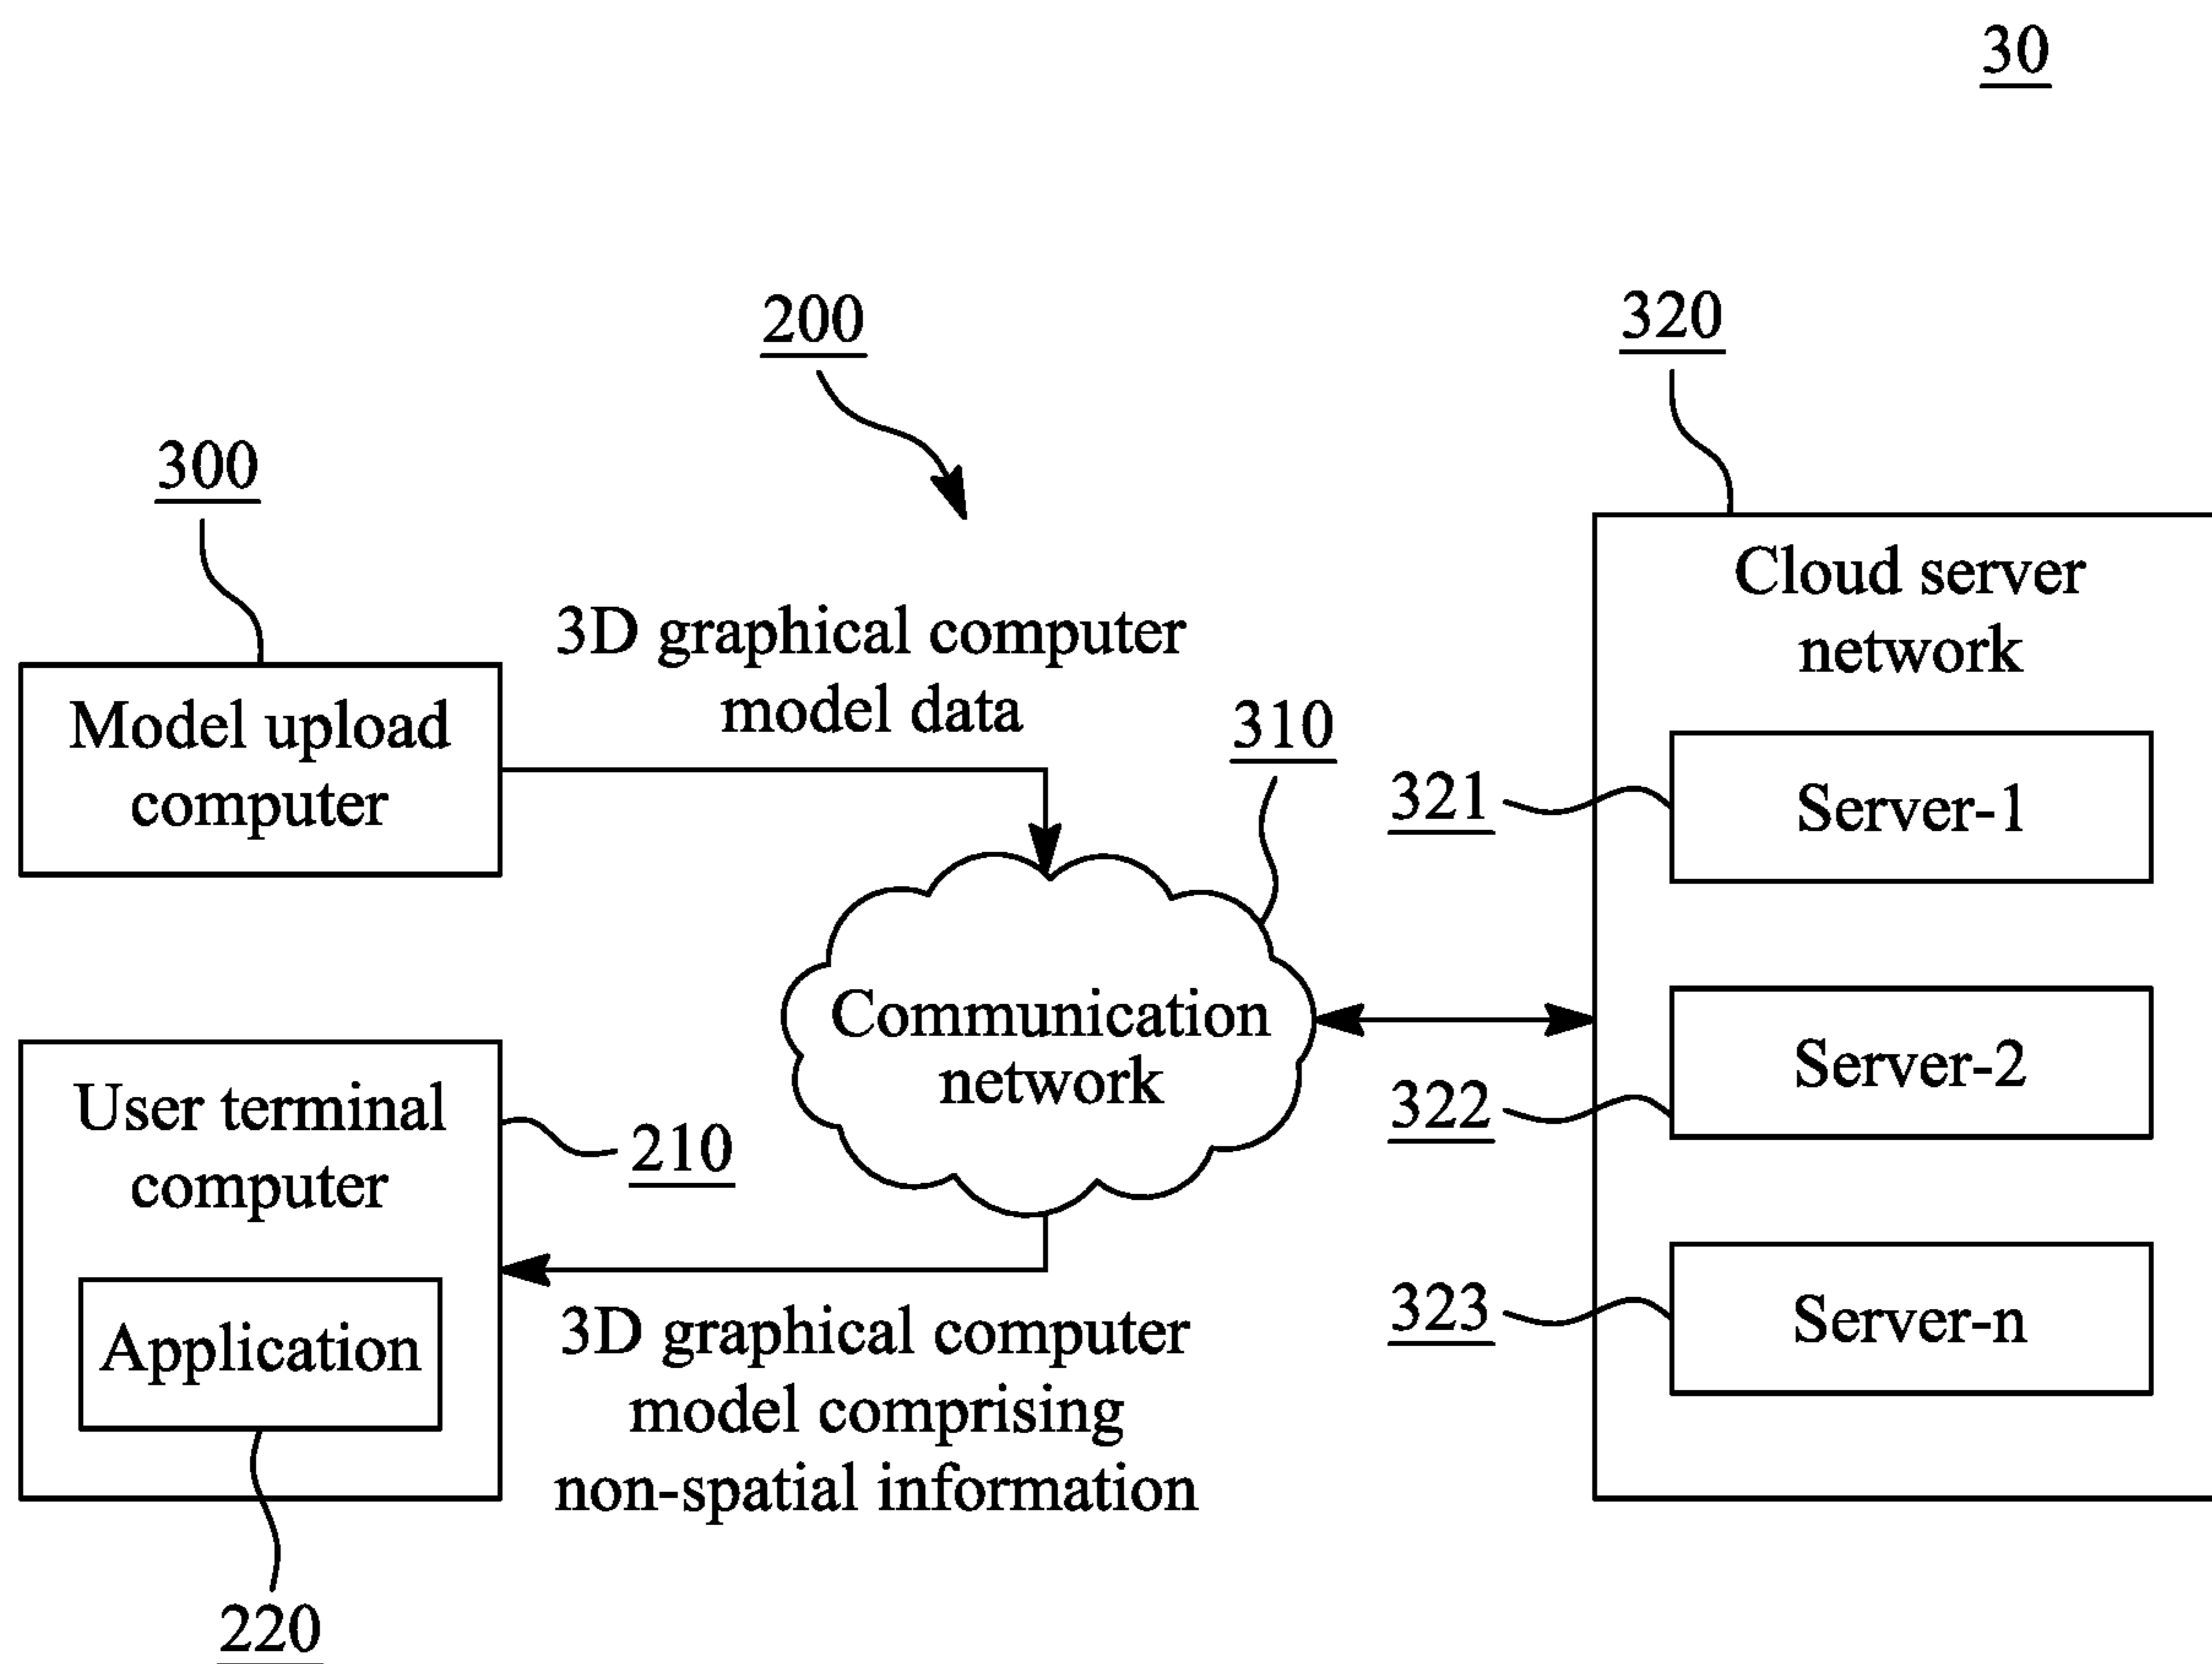 30
200
320
300
3D graphical computer
model data
Model upload
computer
310
Cloud server
network
321
Server-1
Communication
network
322
Server-2
323
Server-n
User terminal
computer
210
Application
220
3D graphical computer
model comprising
non-spatial information